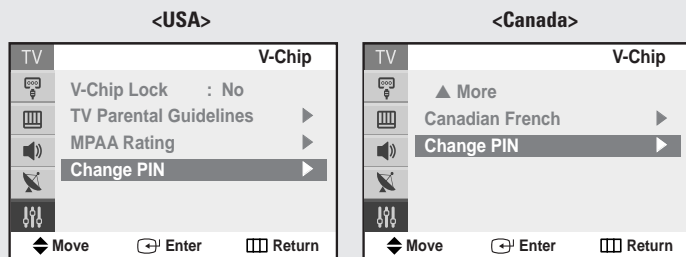 <USA>
TV V-Chip
V-Chip Lock : No
TV Parental Guidelines ▶
MPAA Rating ▶
Change PIN ▶
Move Enter Return
<Canada>
TV V-Chip
▲ More
Canadian French ▶
Change PIN ▶
Move Enter Return